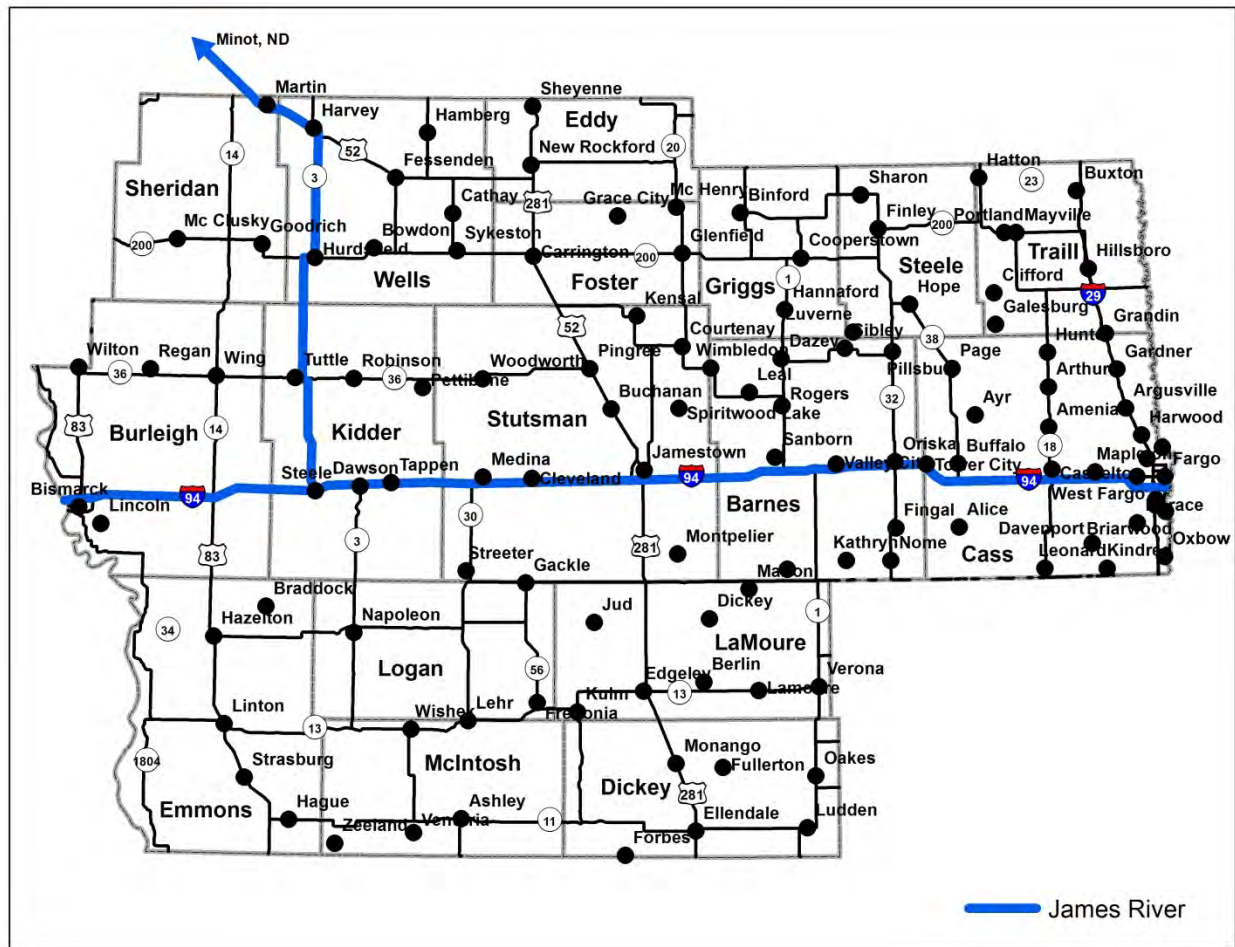 Minot, ND
Martin
Harvey
Hamberg
Sheyenne
Eddy
20
14
52
New Rockford
Hatton
23
Buxton
Sheridan
3
Fessenden
Cathay
281
Grace City
Mc Henry
Binford
Sharon
Finley
200
Portland
Mayville
Mc Clusky
Goodrich
Bowdon
Sykeston
200
Hurdsfield
Carrington
200
Glenfield
Cooperstown
Traill
Hillsboro
Wells
Foster
Griggs
1
Steele
Clifford
Hope
29
Kensal
Hannaford
Galesburg
Luverne
Grandin
52
Courtenay
Sibley
38
Hunter
Wilton
Regan
Wing
Tuttle
Robinson
Woodworth
Pingree
Wimbledon
Dazey
Page
Gardner
36
36
Pettibone
Pillsbury
Arthur
Leal
Argusville
83
Buchanan
Rogers
32
Ayr
Amenia
Harwood
Burleigh
14
Kidder
Stutsman
Spiritwood Lake
18
Sanborn
Oriska
Buffalo
Mapleton
Fargo
Steele
Dawson
Tappen
Medina
Cleveland
Jamestown
94
Valley City
Tower City
94
Casselton
Bismarck
94
West Fargo
Horace
Lincoln
30
Barnes
Fingal
Alice
Davenport
Briarwood
Oxbow
3
83
Streeter
281
Montpelier
Kathryn
Nome
Cass
Leonard
Kindred
Gackle
Marion
Braddock
Jud
Dickey
1
Hazelton
Napoleon
34
LaMoure
Logan
56
Berlin
Verona
Edgeley
13
Lamoure
Kulm
Linton
Lehr
Fredonia
13
Wishek
1804
Strasburg
McIntosh
Monango
Oakes
Fullerton
Dickey
281
Emmons
Hague
Ashley
11
Ellendale
Ludden
Zeeland
Venturia
Forbes
James River